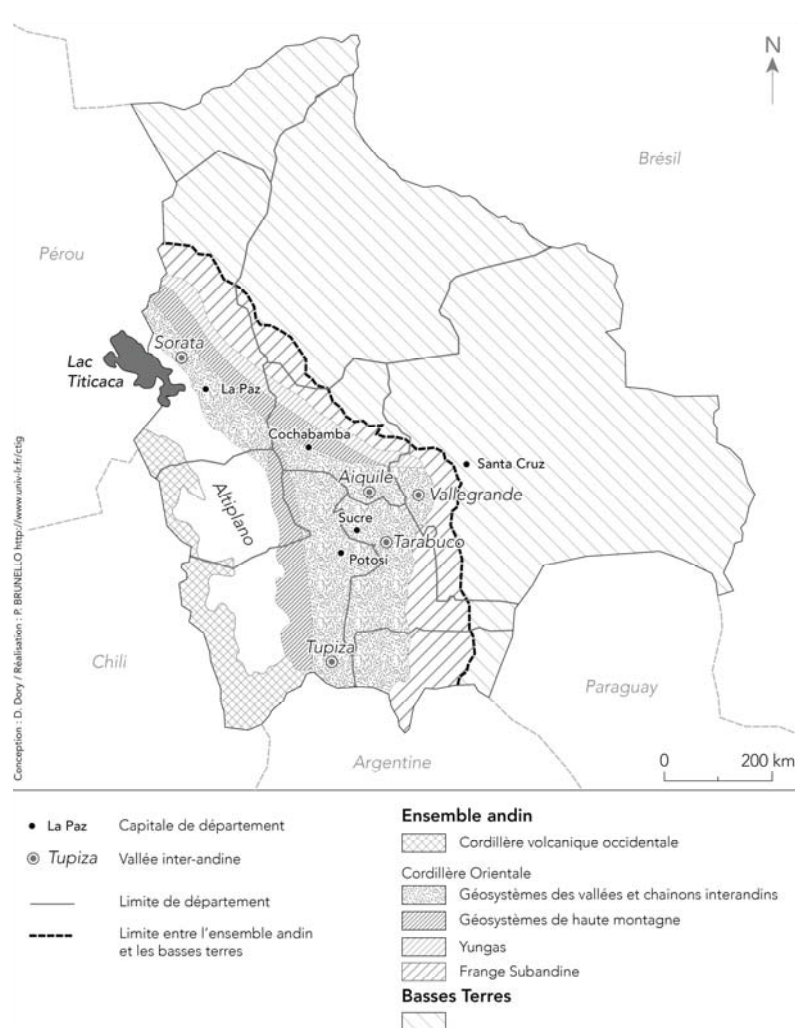 N
Brésil
Pérou
Sorata
Lac
Titicaca
La Paz
Cochabamba
Santa Cruz
Aiquile
Vallegrande
Altiplano
Sucre
Tarabuco
Potosí
Tupiza
Chili
Paraguay
Argentine
0 200 km
Conception : D. Dory / Réalisation : P. BRUNELLO http://www.univ-lr.fr/ctig
• La Paz Capitale de département
Tupiza Vallée inter-andine
Limite de département
Limite entre l'ensemble andin
et les basses terres
Ensemble andin
Cordillère volcanique occidentale
Cordillère Orientale
Géosystèmes des vallées et chainons interandins
Géosystèmes de haute montagne
Yungas
Frange Subandine
Basses Terres